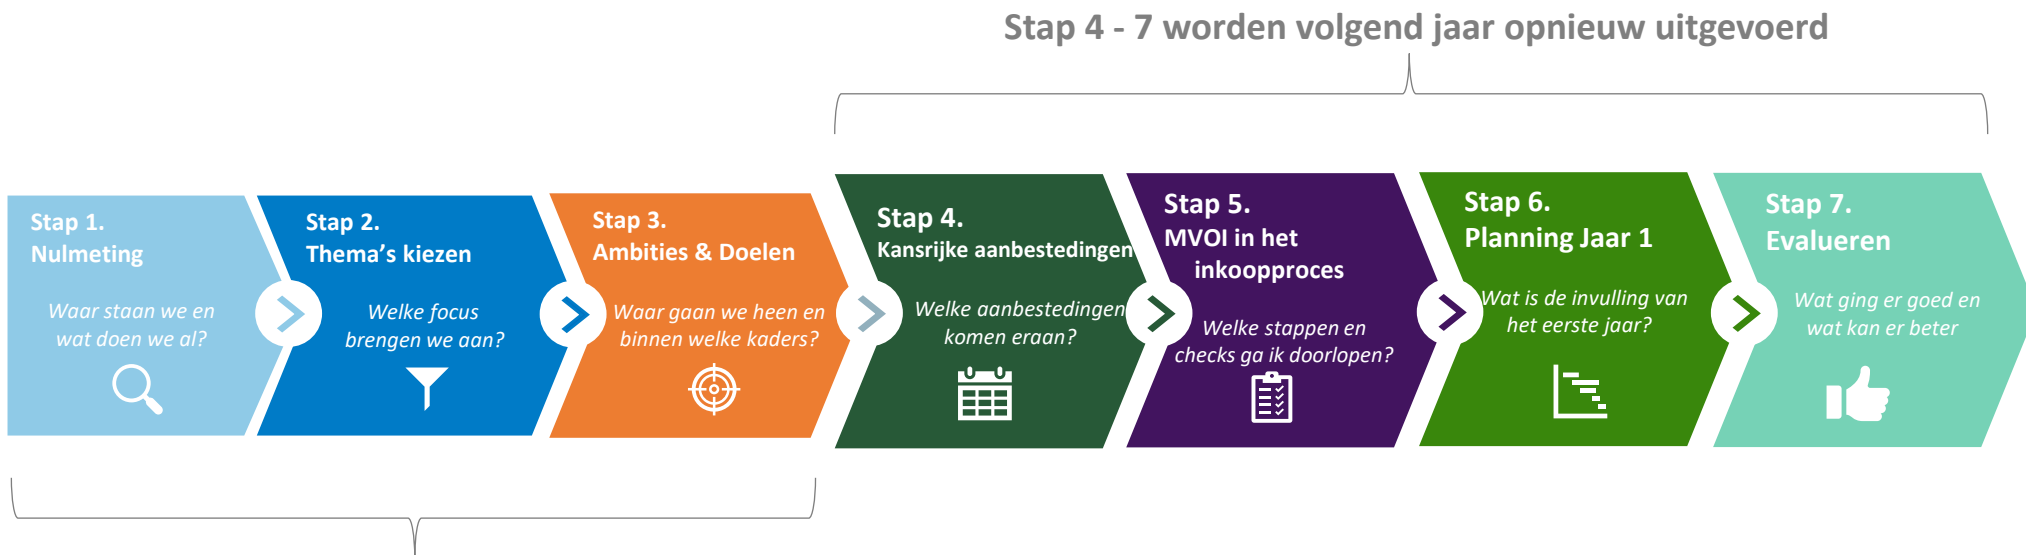 Stap 4 - 7 worden volgend jaar opnieuw uitgevoerd
Stap 1.
Nulmeting
Waar staan we en
wat doen we al?
Stap 2.
Thema's kiezen
Welke focus
brengen we aan?
Stap 3.
Ambities & Doelen
Waar gaan we heen en
binnen welke kaders?
Stap 4.
Kansrijke aanbestedingen
Welke aanbestedingen
komen eraan?
Stap 5.
MVOI in het
inkoopproces
Welke stappen en
checks ga ik doorlopen?
Stap 6.
Planning Jaar 1
Wat is de invulling van
het eerste jaar?
Stap 7.
Evalueren
Wat ging er goed en
wat kan er beter